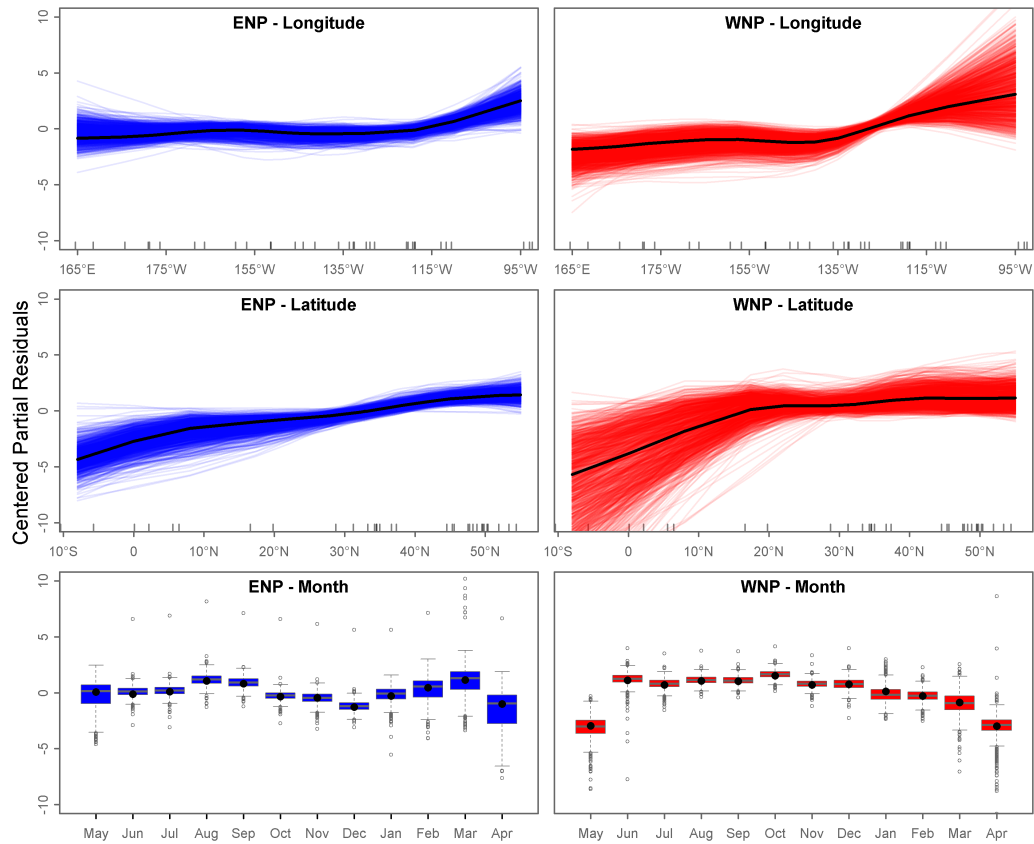 Centered Partial Residuals
ENP - Longitude
10
5
0
-5
-10
165°E 175°W 155°W 135°W 115°W 95°W
WNP - Longitude
165°E 175°W 155°W 135°W 115°W 95°W
ENP - Latitude
10
5
0
-5
-10
10°S 0 10°N 20°N 30°N 40°N 50°N
WNP - Latitude
10°S 0 10°N 20°N 30°N 40°N 50°N
ENP - Month
10
5
0
-5
-10
May Jun Jul Aug Sep Oct Nov Dec Jan Feb Mar Apr
WNP - Month
May Jun Jul Aug Sep Oct Nov Dec Jan Feb Mar Apr